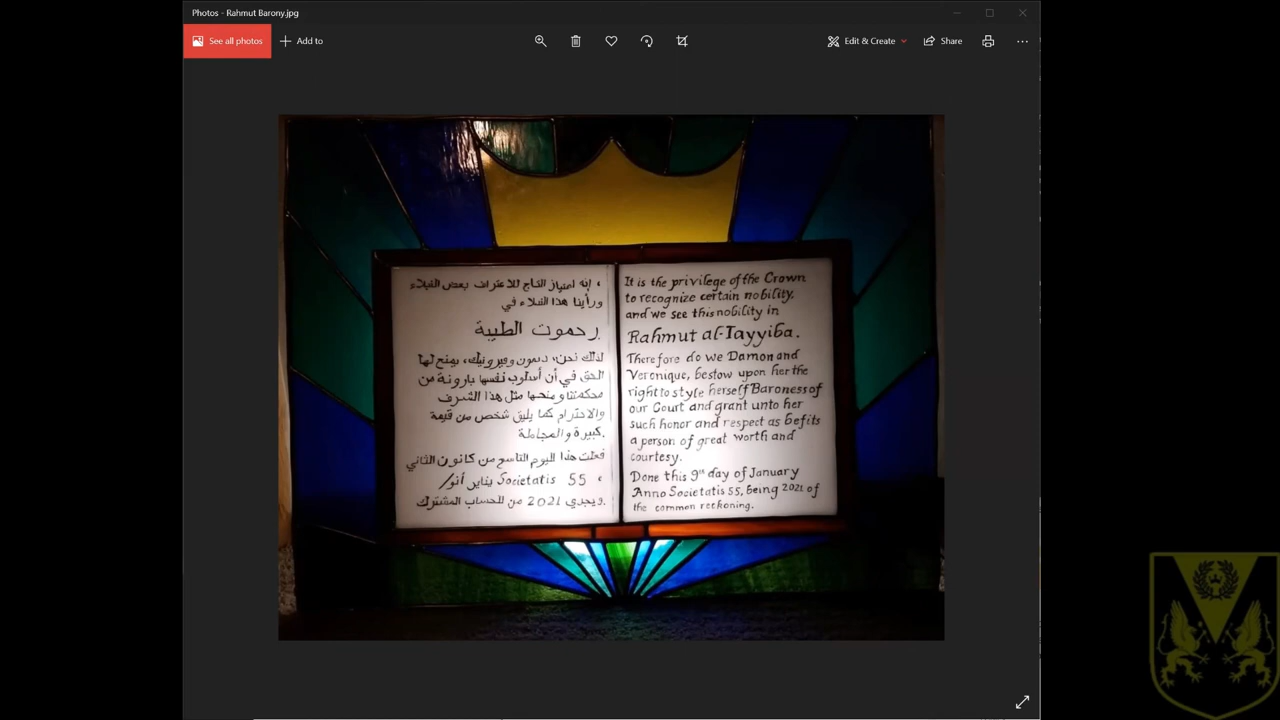 Photos - Rahmut Barony.jpg
See all photos
Add to
Edit & Create
Share
، إنه امتياز التاج للاعتراف بعض النبلاء
ورأينا هذا النبلاء في
رحموت الطيبة
لذلك نحن، ديمون وفيرونيك، يمنح لها
الحق في أن أسلوب نفسها بارونة من
محكمتنا ومنحها مثل هذا الشرف
والاحترام كما يليق شخص من قيمة
كبيرة والمجاملة.
فعلت هذا اليوم التاسع من كانون الثاني
/يناير أنو Societatis 55 ،
ويجدي 2021 من للحساب المشترك.
It is the privilege of the Crown
to recognize certain nobility,
and we see this nobility in
Rahmut al-Tayyiba.
Therefore do we Damon and
Veronique, bestow upon her the
right to style herself Baroness of
our Court and grant unto her
such honor and respect as befits
a person of great worth and
courtesy.
Done this 9th day of January
Anno Societatis 55, being 2021 of
the common reckoning.